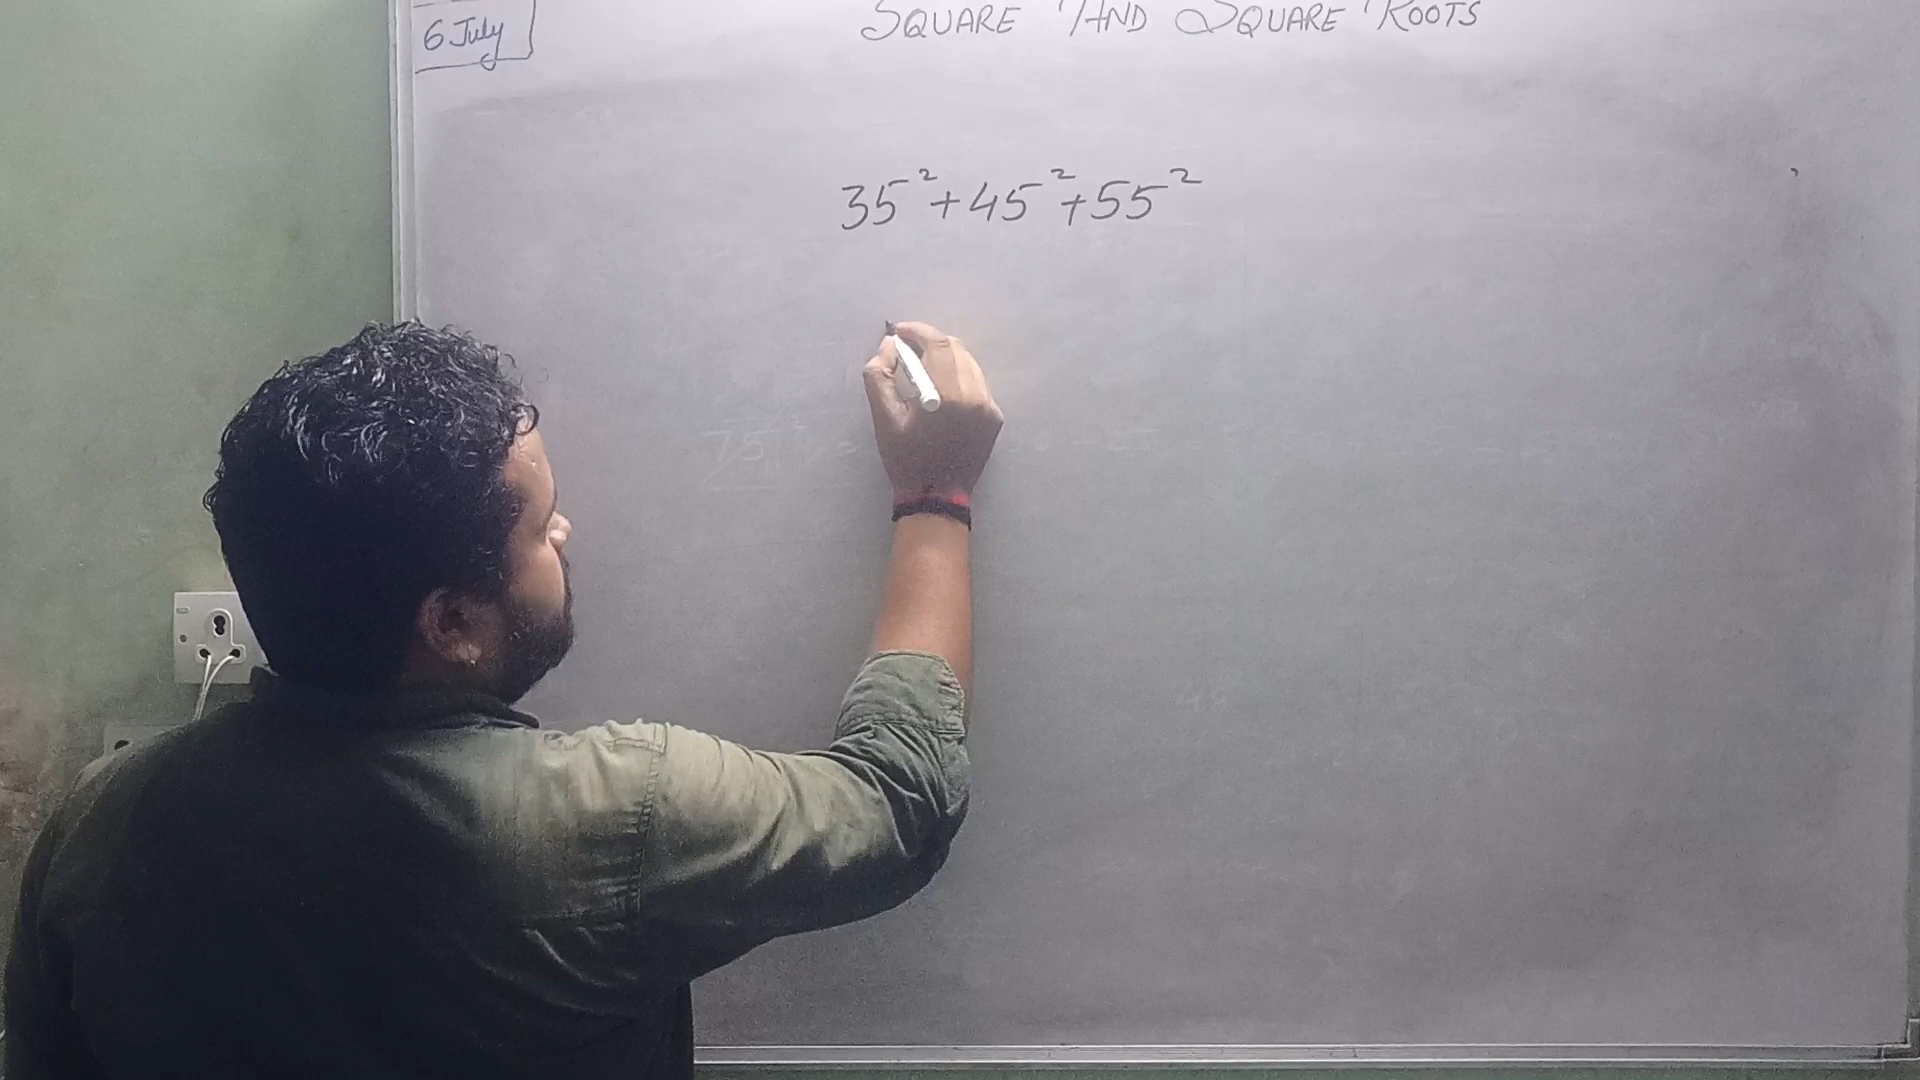 6 July
SQUARE AND SQUARE ROOTS
35² + 45² + 55²